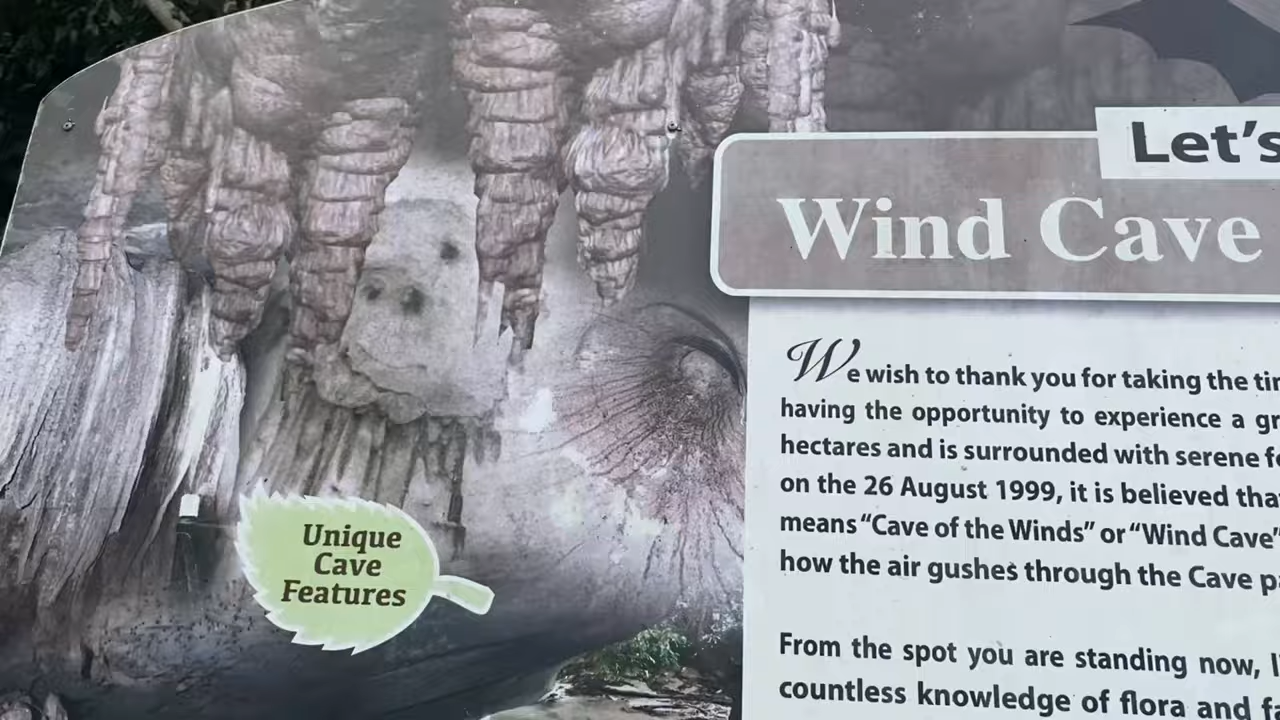 Let's
Wind Cave
We wish to thank you for taking the
having the opportunity to experience a
hectares and is surrounded with serene
on the 26 August 1999, it is believed
means "Cave of the Winds" or "Wind Cave"
how the air gushes through the Cave
From the spot you are standing now,
countless knowledge of flora and
Unique
Cave
Features